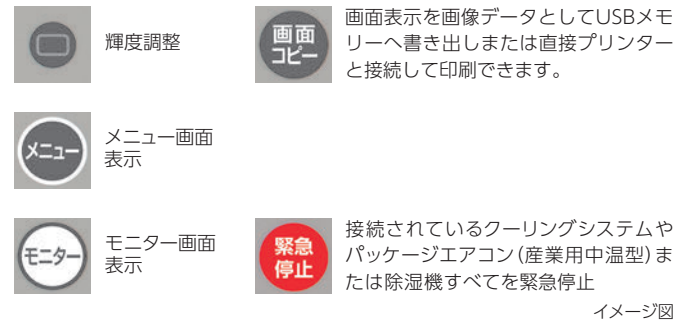 輝度調整
画面
コピー
画面表示を画像データとしてUSBメモ
リーへ書き出しまたは直接プリンター
と接続して印刷できます。
メニュー
メニュー画面
表示
モニター
モニター画面
表示
緊急
停止
接続されているクーリングシステムや
パッケージエアコン（産業用中温型）ま
たは除湿機すべてを緊急停止
イメージ図